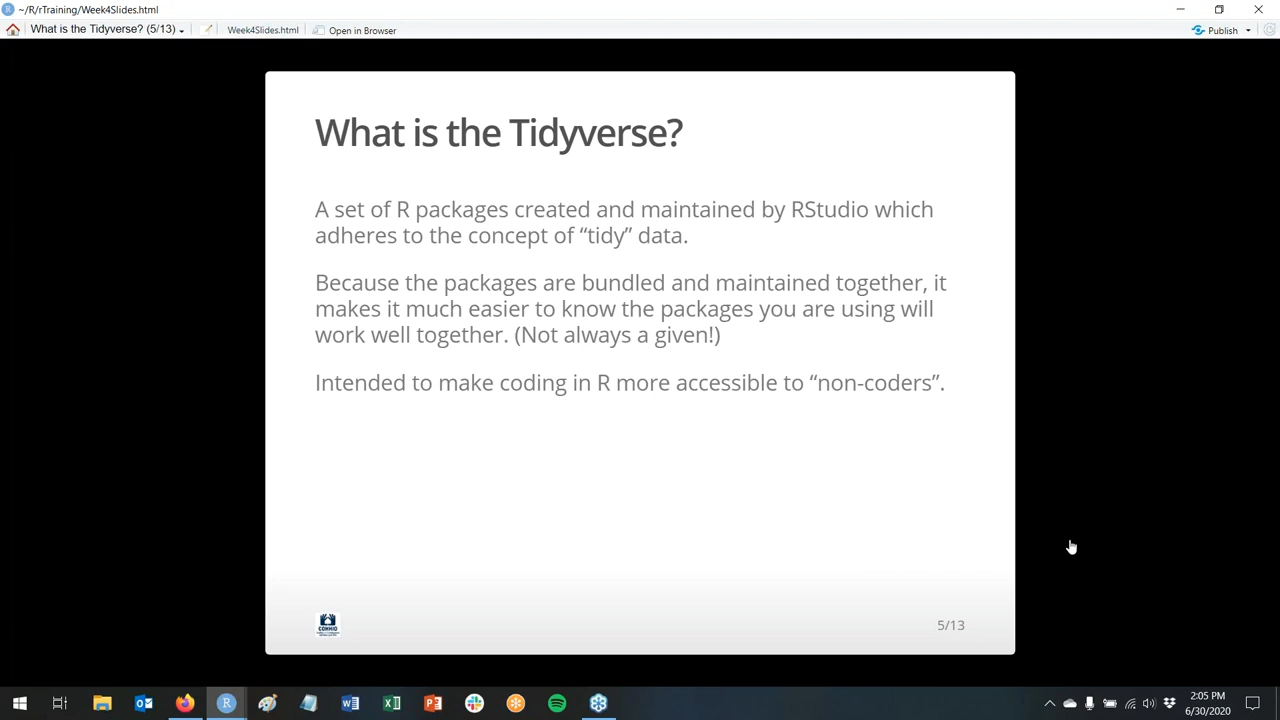 ~/R/rTraining/Week4Slides.html
What is the Tidyverse? (5/13)
Week4Slides.html
Open in Browser
Publish
What is the Tidyverse?
A set of R packages created and maintained by RStudio which
adheres to the concept of “tidy” data.
Because the packages are bundled and maintained together, it
makes it much easier to know the packages you are using will
work well together. (Not always a given!)
Intended to make coding in R more accessible to “non-coders”.
5/13
2:05 PM
6/30/2020